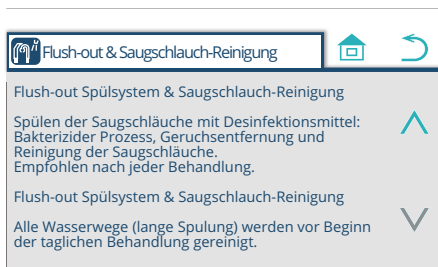 Flush-out & Saugschlauch-Reinigung
Flush-out Spülsystem & Saugschlauch-Reinigung
Spülen der Saugschläuche mit Desinfektionsmittel:
Bakterizider Prozess, Geruchsentfernung und
Reinigung der Saugschläuche.
Empfohlen nach jeder Behandlung.
Flush-out Spülsystem & Saugschlauch-Reinigung
Alle Wasserwege (lange Spulung) werden vor Beginn
der taglichen Behandlung gereinigt.